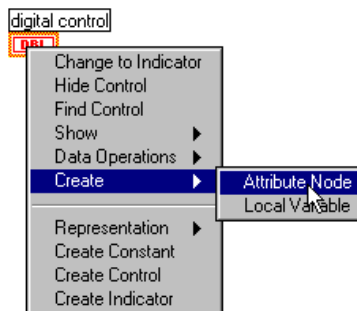 digital control
DBL
Change to Indicator
Hide Control
Find Control
Show
Data Operations
Create
Attribute Node
Local Variable
Representation
Create Constant
Create Control
Create Indicator